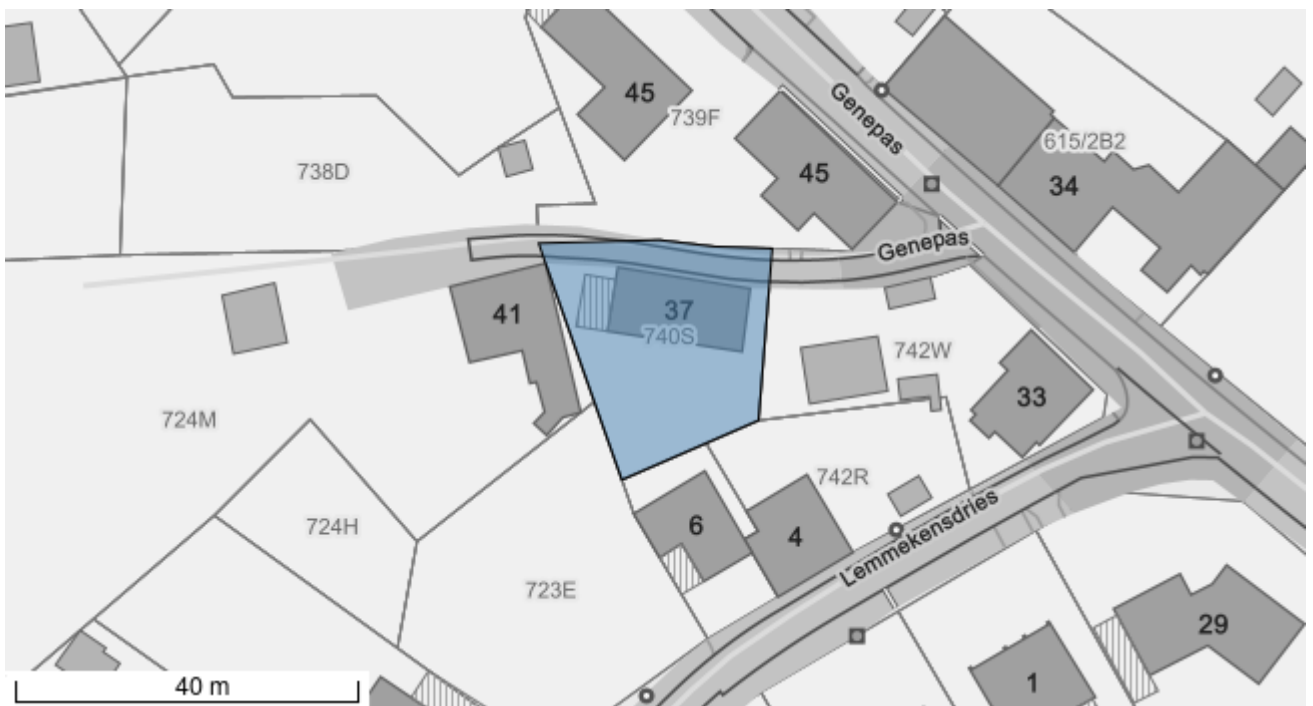 45
739F
Genepas
615/2B2
34
738D
45
Genepas
41
37
740S
742W
33
724M
742R
6
4
724H
Lemmekensdries
723E
29
1
40 m